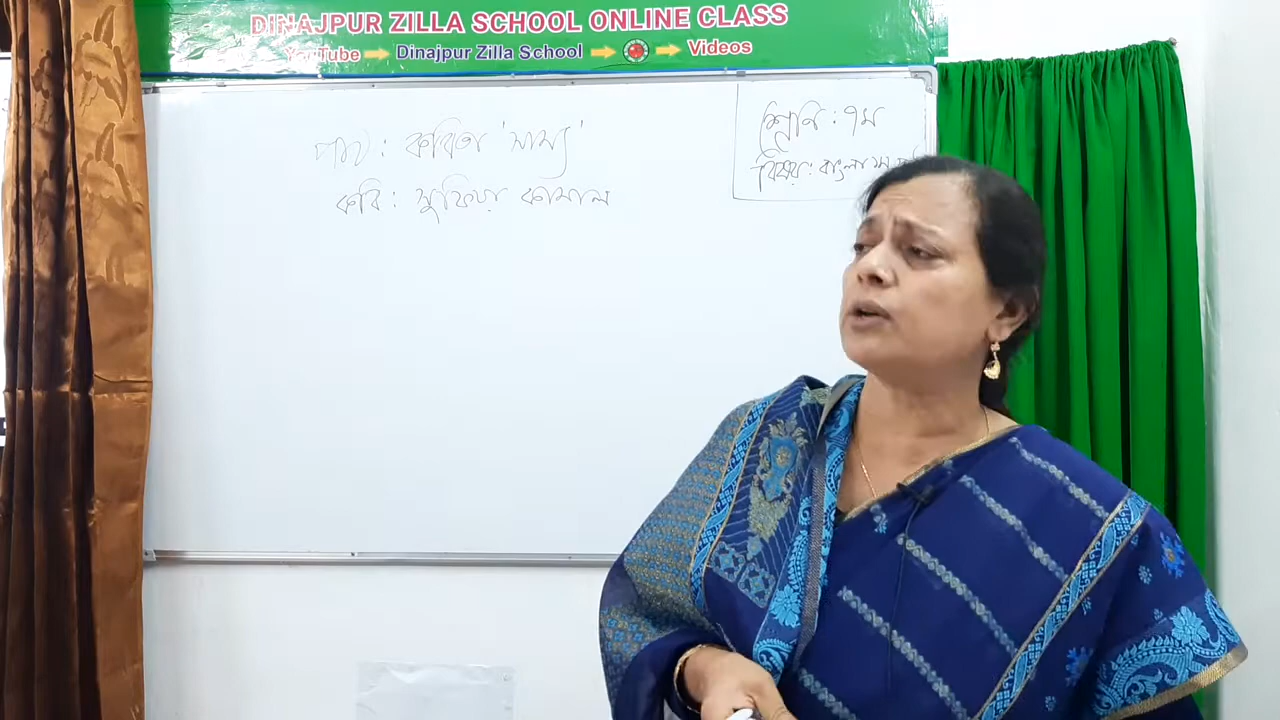 DINAJPUR ZILLA SCHOOL ONLINE CLASS
YouTube Dinajpur Zilla School Videos
পাঠ: কবিতা 'সাম্য'
কবি: সুফিয়া কামাল
শ্রেণি: ৭ম
বিষয়: বাংলা